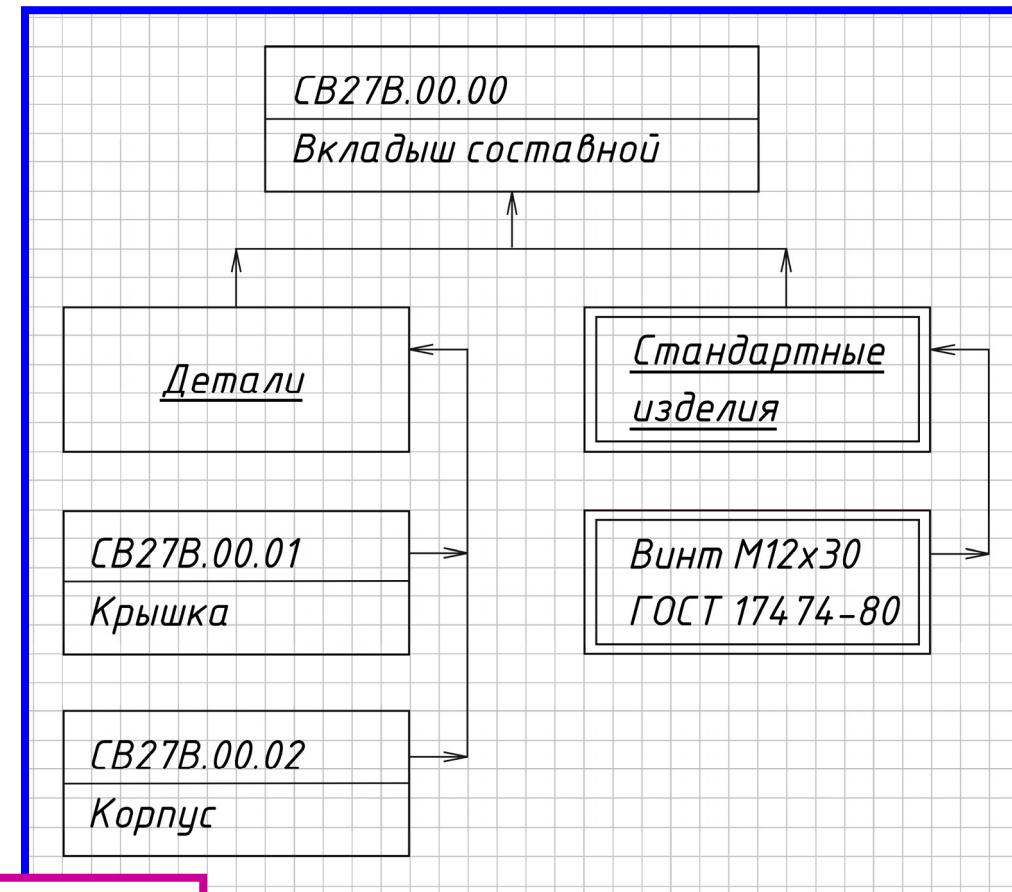 СВ27В.00.00
Вкладыш составной
Детали
Стандартные
изделия
СВ27В.00.01
Крышка
Винт М12х30
ГОСТ 17474-80
СВ27В.00.02
Корпус